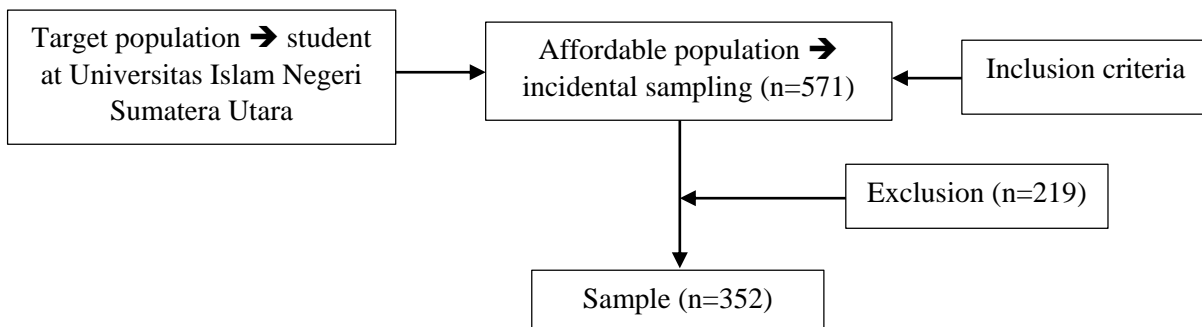 Target population ➔ student
at Universitas Islam Negeri
Sumatera Utara
Affordable population ➔
incidental sampling (n=571)
Inclusion criteria
Exclusion (n=219)
Sample (n=352)